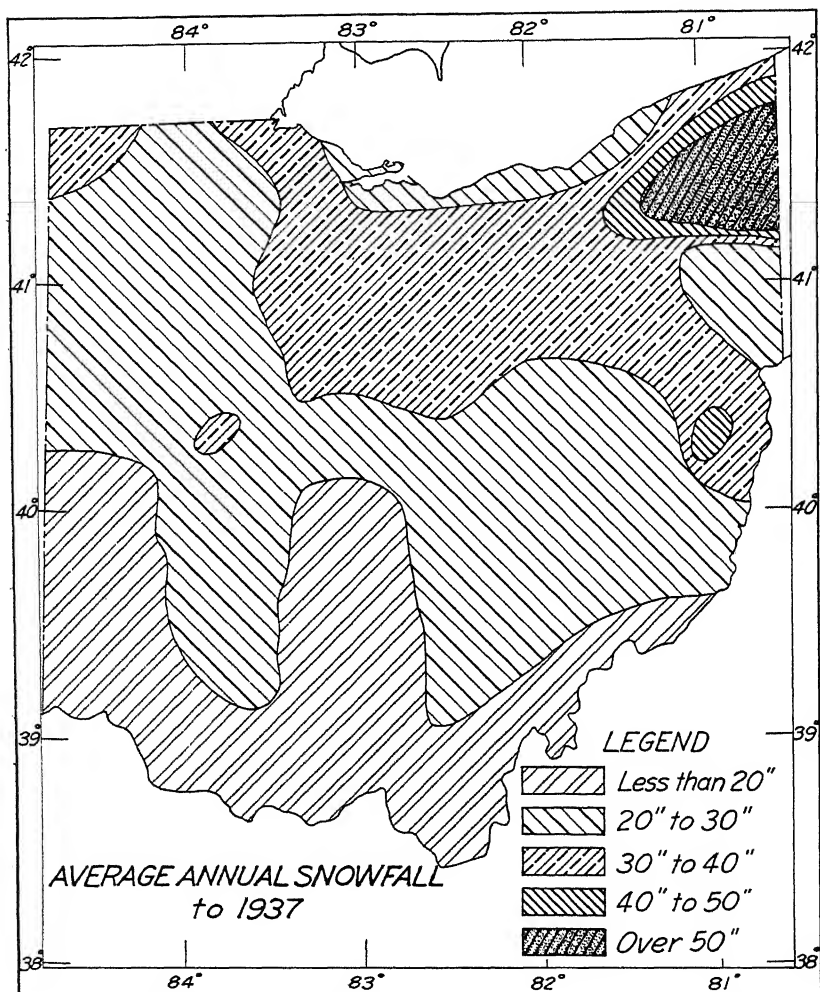 84° 83° 82° 81°
42° 42°
41° 41°
40° 40°
39° 39°
LEGEND
Less than 20"
20" to 30"
30" to 40"
40" to 50"
Over 50"
AVERAGE ANNUAL SNOWFALL
to 1937
38° 38°
84° 83° 82° 81°